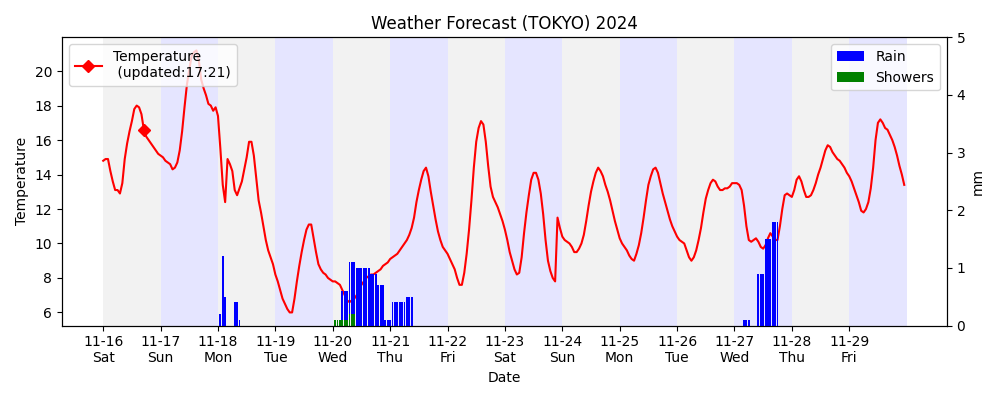 Weather Forecast (TOKYO) 2024
Temperature
(updated:17:21)
Rain
Showers
Temperature
20
18
16
14
12
10
8
6
5
4
3
2
1
0
mm
11-16 11-17 11-18 11-19 11-20 11-21 11-22 11-23 11-24 11-25 11-26 11-27 11-28 11-29
Sat Sun Mon Tue Wed Thu Fri Sat Sun Mon Tue Wed Thu Fri
Date